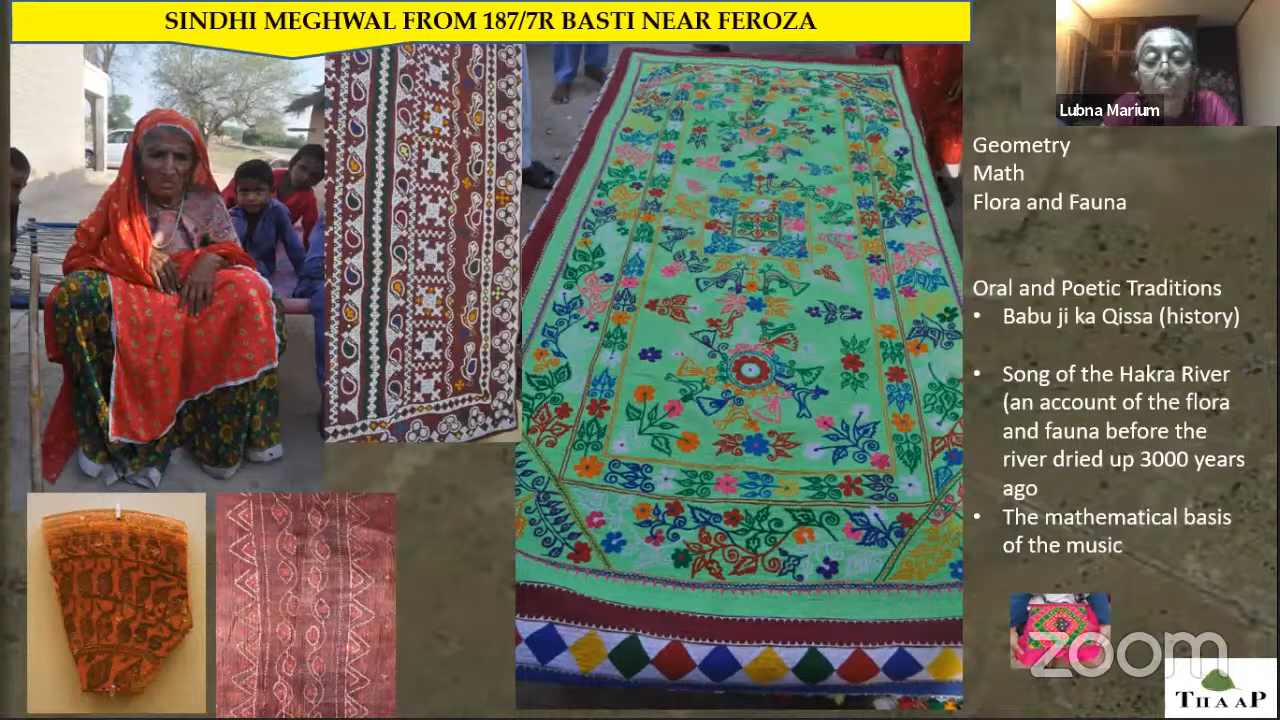 SINDHI MEGHWAL FROM 187/7R BASTI NEAR FEROZA
Lubna Marium
Geometry
Math
Flora and Fauna
Oral and Poetic Traditions
• Babu ji ka Qissa (history)
• Song of the Hakra River
(an account of the flora
and fauna before the
river dried up 3000 years
ago
• The mathematical basis
of the music
zoom
THAAP